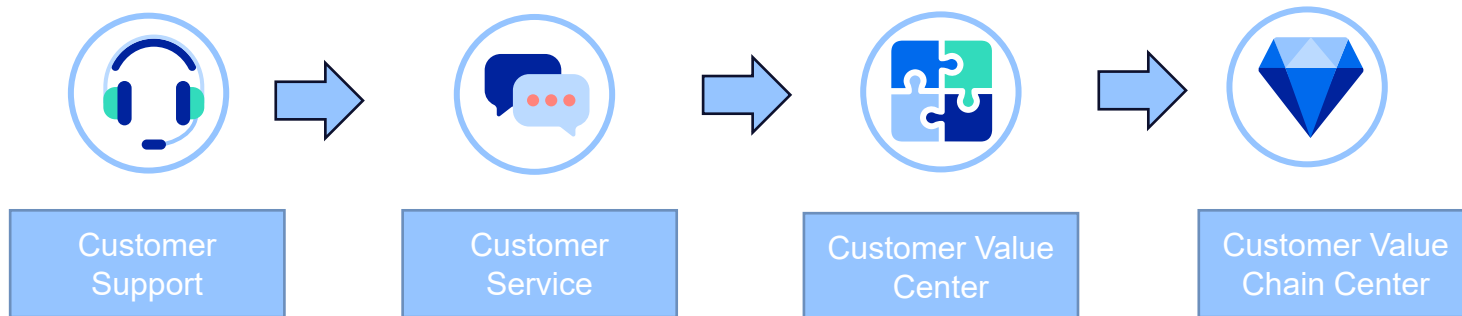 Customer
Support
Customer
Service
Customer Value
Center
Customer Value
Chain Center